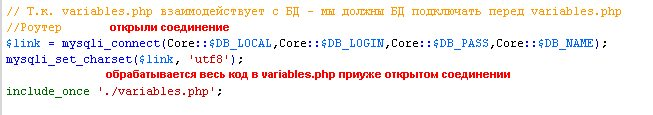 // Т.к. variables.php взаимодействует с БД - мы должны БД подключать перед variables.php
//Роутер открыли соединение
$link = mysqli_connect(Core::$DB_LOCAL,Core::$DB_LOGIN,Core::$DB_PASS,Core::$DB_NAME);
mysqli_set_charset($link, 'utf8');
обрабатывается весь код в variables.php приуже открытом соединении
include_once './variables.php';